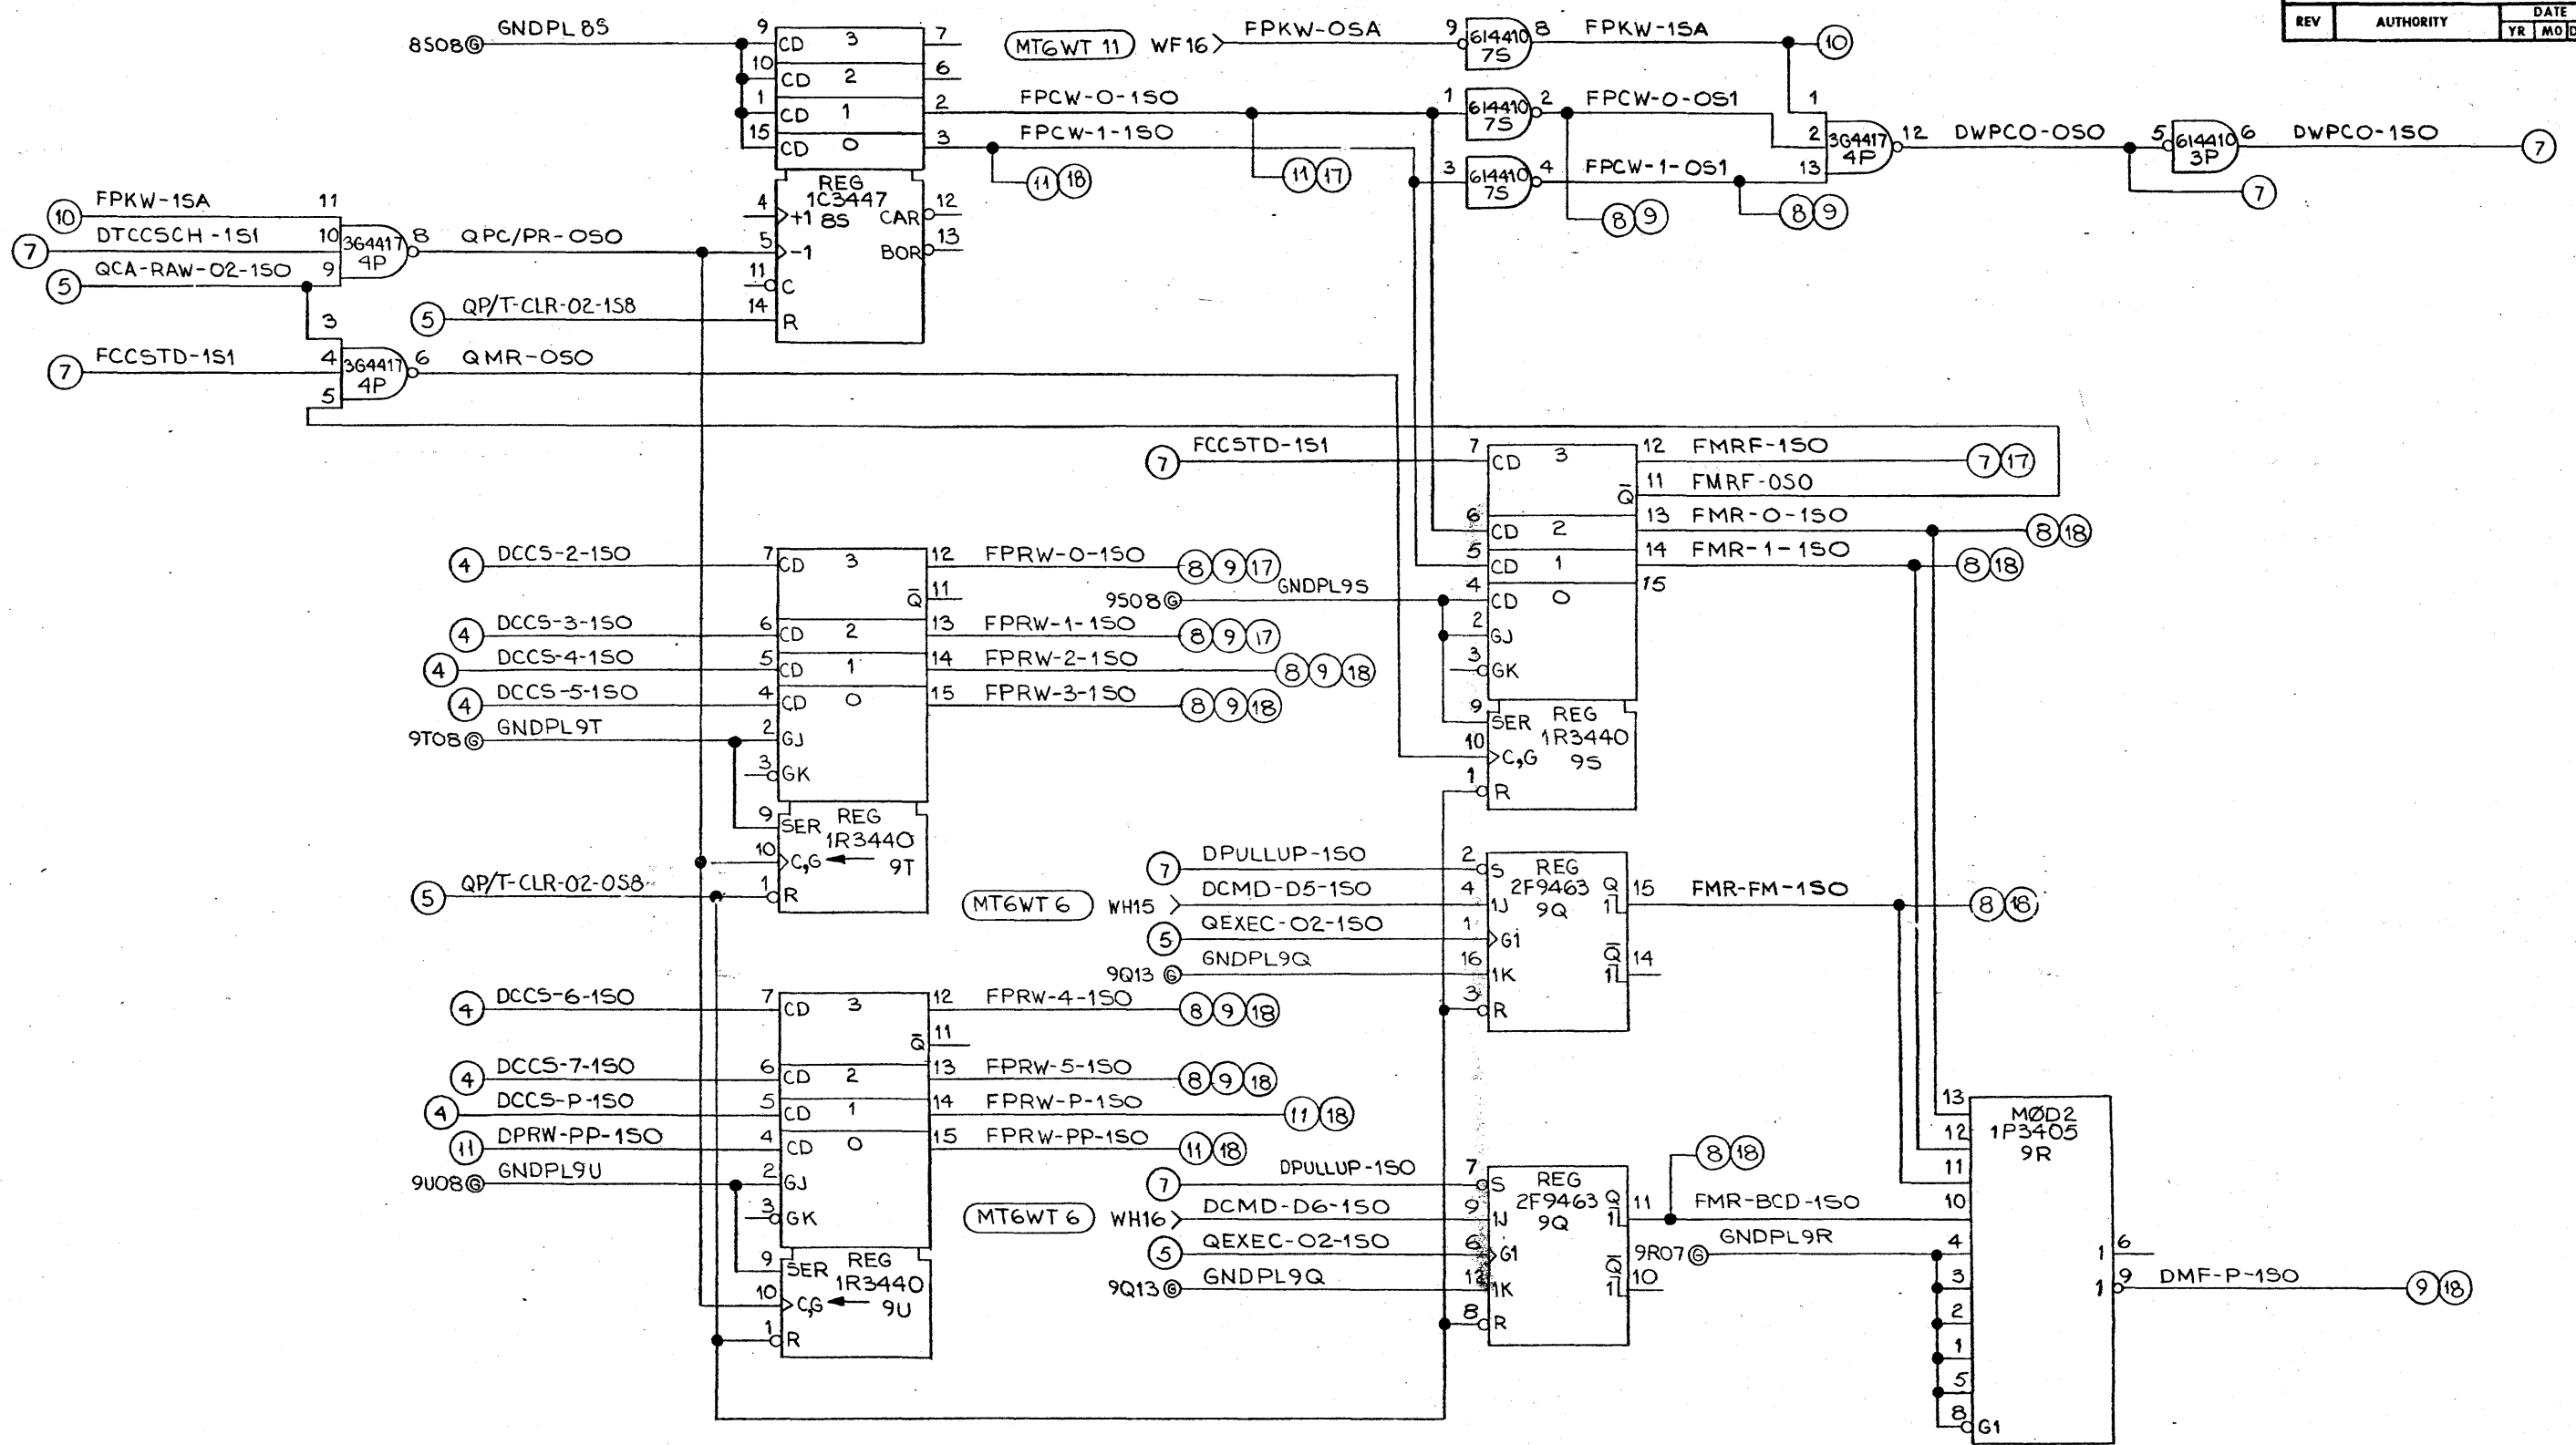 REV AUTHORITY DATE
YR MO D
8S08 G GNDPL8S
9 CD 3 7
10 CD 2 6
1 CD 1 2 FPCW-0-1S0
15 CD 0 3 FPCW-1-1S0
11 18
11 17
REG
1C3447
8S
4 +1 CAR 12
5 -1 BOR 13
11 C
14 R
MT6WT 11 WF16 FPKW-0SA 9 614410 7S 8 FPKW-1SA 10
1 614410 7S 2 FPCW-0-0S1
3 614410 7S 4 FPCW-1-0S1
8 9
8 9
1
2
13
3G4417 4P 12 DWPCO-0S0 5 614410 3P 6 DWPCO-1S0 7
7
10 FPKW-1SA 11
7 DTCCSCH-1S1 10
5 QCA-RAW-02-1S0 9
3G4417 4P 8 QPC/PR-0S0
5 QP/T-CLR-02-1S8
3
7 FCCSTD-1S1 4
5
3G4417 4P 6 QMR-0S0
7 FCCSTD-1S1 7 CD 3 12 FMRF-1S0 7 17
Q 11 FMRF-0S0
6 CD 2 13 FMR-0-1S0 8 18
5 CD 1 14 FMR-1-1S0 8 18
9S08 G GNDPL9S 4 CD 0 15
2 GJ
3 GK
9 SER REG
1R3440
10 C,G 9S
1 R
4 DCCS-2-1S0 7 CD 3 12 FPRW-0-1S0 8 9 17
Q 11
4 DCCS-3-1S0 6 CD 2 13 FPRW-1-1S0 8 9 17
4 DCCS-4-1S0 5 CD 1 14 FPRW-2-1S0 8 9 18
4 DCCS-5-1S0 4 CD 0 15 FPRW-3-1S0 8 9 18
9T08 G GNDPL9T 2 GJ
3 GK
9 SER REG
1R3440
10 C,G 9T
5 QP/T-CLR-02-0S8 1 R
7 DPULLUP-1S0 2 S REG
MT6WT 6 WH15 DCMD-D5-1S0 4 1J 2F9463 9Q Q 1 15 FMR-FM-1S0 8 18
5 QEXEC-02-1S0 1 G1
9Q13 G GNDPL9Q 16 1K Q 1 14
3 R
4 DCCS-6-1S0 7 CD 3 12 FPRW-4-1S0 8 9 18
Q 11
4 DCCS-7-1S0 6 CD 2 13 FPRW-5-1S0 8 9 18
4 DCCS-P-1S0 5 CD 1 14 FPRW-P-1S0 11 18
11 DPRW-PP-1S0 4 CD 0 15 FPRW-PP-1S0 11 18
9U08 G GNDPL9U 2 GJ
3 GK
9 SER REG
1R3440
10 C,G 9U
1 R
7 DPULLUP-1S0 7 S REG
MT6WT 6 WH16 DCMD-D6-1S0 9 1J 2F9463 9Q Q 1 11 FMR-BCD-1S0
8 18
5 QEXEC-02-1S0 6 G1
9Q13 G GNDPL9Q 12 1K Q 1 10
8 R
13 MØD2
12 1P3405
9R
11
10
9R07 G GNDPL9R 4
3
2
1
5
8 G1
1 6
1 9 DMF-P-1S0 9 18